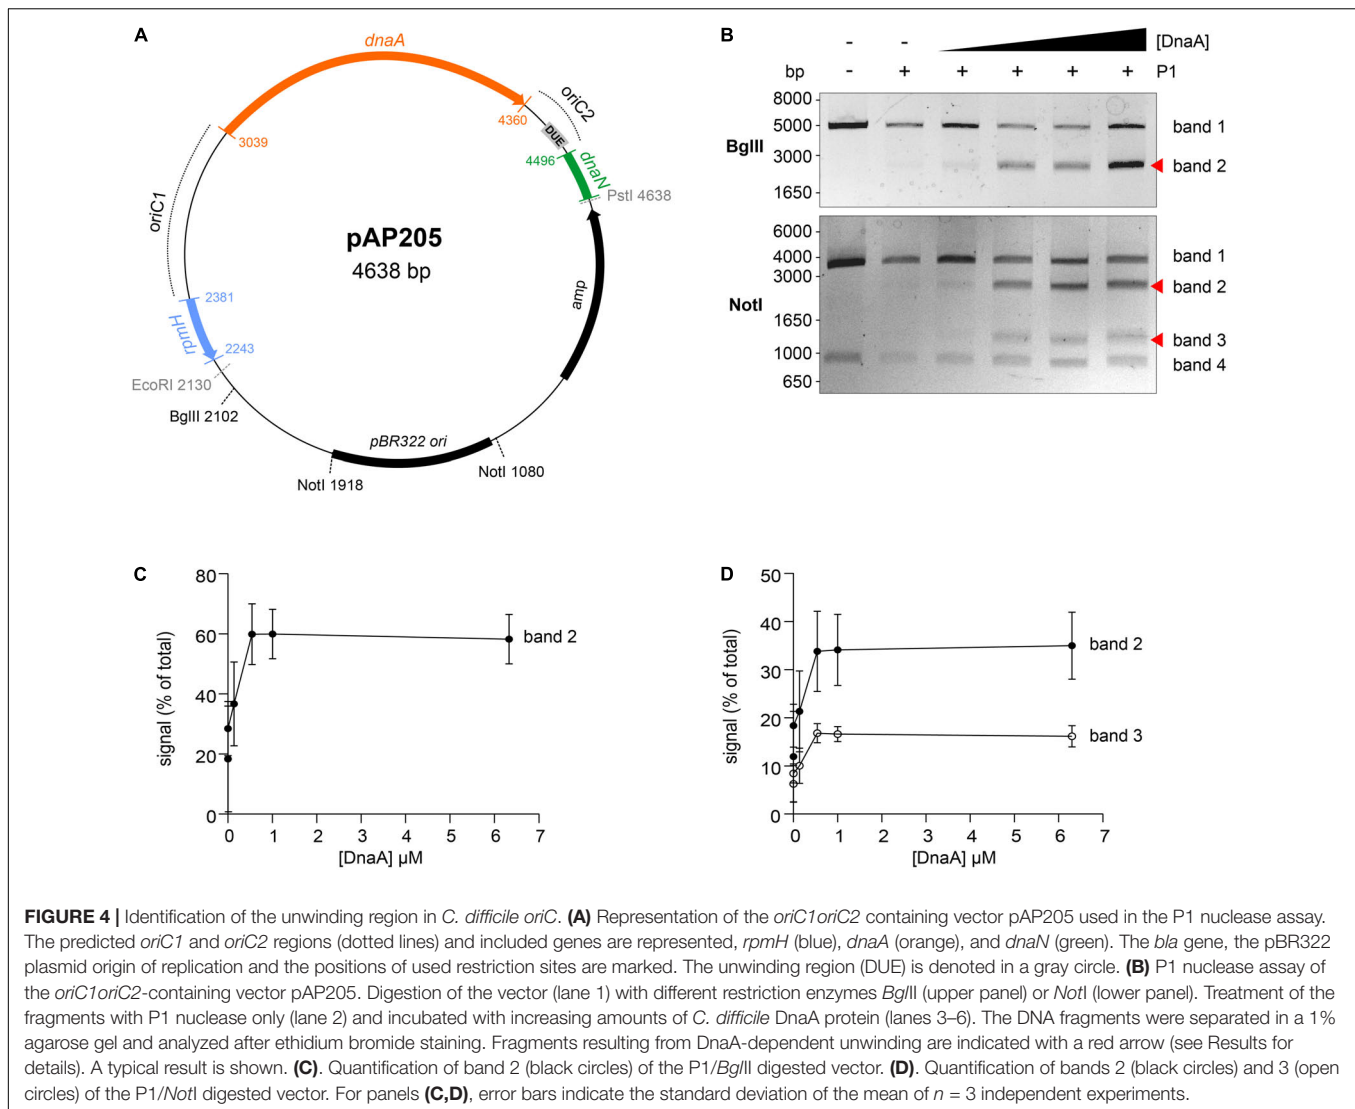 A
dnaA
oriC2
DUE
4360
3039
4496
dnaN
PstI 4638
oriC1
pAP205
4638 bp
amp
2381
rpmH
2243
EcoRI 2130
BglII 2102
pBR322 ori
NotI 1918
NotI 1080
B
- - [DnaA]
bp - + + + + + P1
BglII
8000
5000
3000
1650
band 1
band 2
NotI
6000
4000
3000
1650
1000
650
band 1
band 2
band 3
band 4
C
signal (% of total)
80
60
40
20
0
band 2
0 1 2 3 4 5 6 7
[DnaA] µM
D
signal (% of total)
50
40
30
20
10
0
band 2
band 3
0 1 2 3 4 5 6 7
[DnaA] µM
FIGURE 4 | Identification of the unwinding region in C. difficile oriC. (A) Representation of the oriC1oriC2 containing vector pAP205 used in the P1 nuclease assay.
The predicted oriC1 and oriC2 regions (dotted lines) and included genes are represented, rpmH (blue), dnaA (orange), and dnaN (green). The bla gene, the pBR322
plasmid origin of replication and the positions of used restriction sites are marked. The unwinding region (DUE) is denoted in a gray circle. (B) P1 nuclease assay of
the oriC1oriC2-containing vector pAP205. Digestion of the vector (lane 1) with different restriction enzymes BglII (upper panel) or NotI (lower panel). Treatment of the
fragments with P1 nuclease only (lane 2) and incubated with increasing amounts of C. difficile DnaA protein (lanes 3–6). The DNA fragments were separated in a 1%
agarose gel and analyzed after ethidium bromide staining. Fragments resulting from DnaA-dependent unwinding are indicated with a red arrow (see Results for
details). A typical result is shown. (C). Quantification of band 2 (black circles) of the P1/BglII digested vector. (D). Quantification of bands 2 (black circles) and 3 (open
circles) of the P1/NotI digested vector. For panels (C,D), error bars indicate the standard deviation of the mean of n = 3 independent experiments.